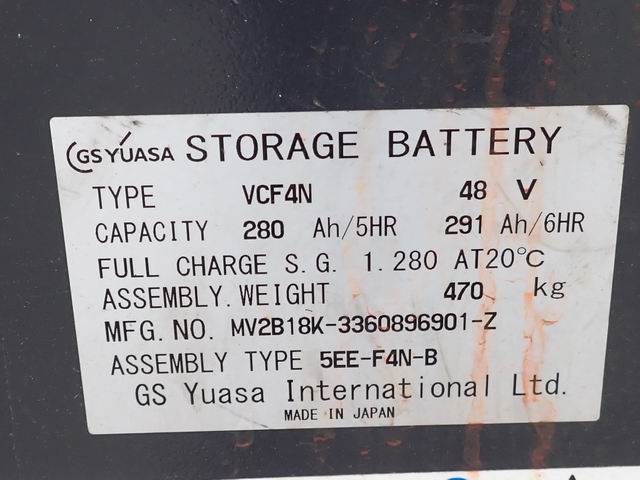 GS YUASA STORAGE BATTERY
TYPE VCF4N 48 V
CAPACITY 280 Ah/5HR 291 Ah/6HR
FULL CHARGE S.G. 1.280 AT20℃
ASSEMBLY.WEIGHT 470 kg
MFG.NO. MV2B18K-3360896901-Z
ASSEMBLY TYPE 5EE-F4N-B
GS Yuasa International Ltd.
MADE IN JAPAN